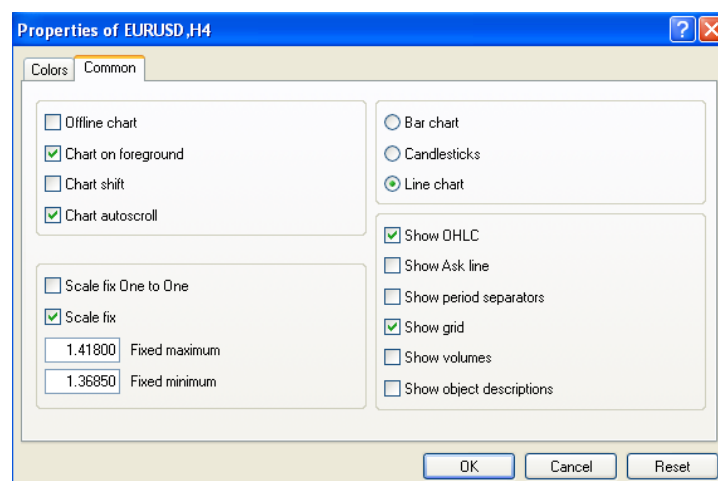 Properties of EURUSD,H4
Colors
Common
Offline chart
Chart on foreground
Chart shift
Chart autoscroll
Scale fix One to One
Scale fix
1.41800 Fixed maximum
1.36850 Fixed minimum
Bar chart
Candlesticks
Line chart
Show OHLC
Show Ask line
Show period separators
Show grid
Show volumes
Show object descriptions
OK
Cancel
Reset